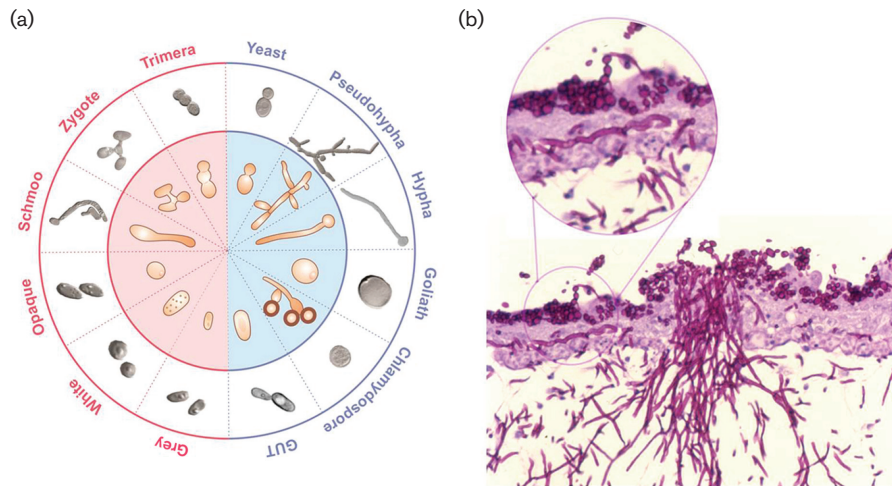 (a)
(b)
Yeast
Pseudohypha
Hypha
Goliath
Chlamydospore
GUT
Grey
White
Opaque
Schmoo
Zygote
Trimera